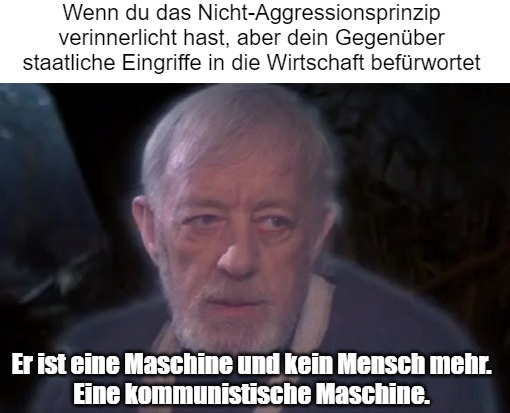 Wenn du das Nicht-Aggressionsprinzip
verinnerlicht hast, aber dein Gegenüber
staatliche Eingriffe in die Wirtschaft befürwortet
Er ist eine Maschine und kein Mensch mehr.
Eine kommunistische Maschine.